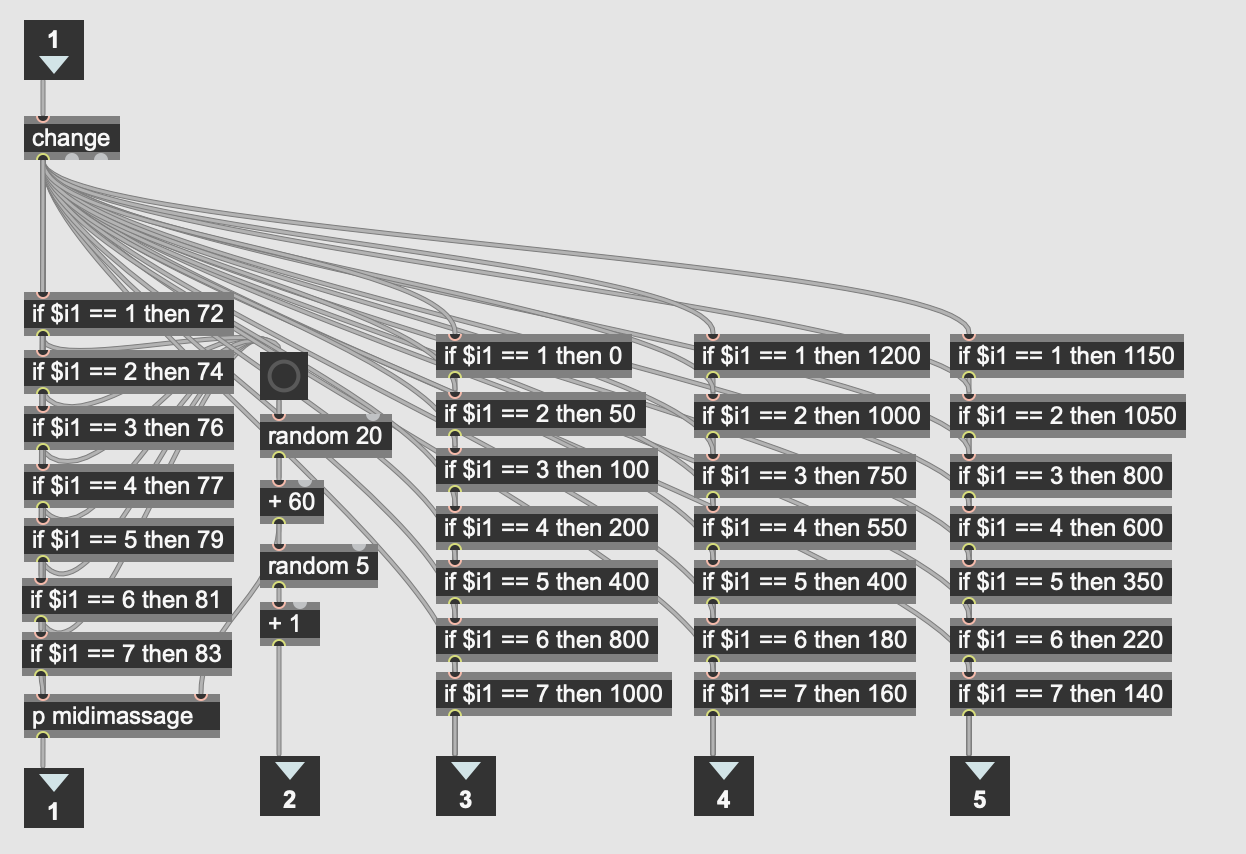 1
change
if $i1 == 1 then 72
if $i1 == 2 then 74
if $i1 == 3 then 76
if $i1 == 4 then 77
if $i1 == 5 then 79
if $i1 == 6 then 81
if $i1 == 7 then 83
p midimassage
1
random 20
+ 60
random 5
+ 1
2
if $i1 == 1 then 0
if $i1 == 2 then 50
if $i1 == 3 then 100
if $i1 == 4 then 200
if $i1 == 5 then 400
if $i1 == 6 then 800
if $i1 == 7 then 1000
3
if $i1 == 1 then 1200
if $i1 == 2 then 1000
if $i1 == 3 then 750
if $i1 == 4 then 550
if $i1 == 5 then 400
if $i1 == 6 then 180
if $i1 == 7 then 160
4
if $i1 == 1 then 1150
if $i1 == 2 then 1050
if $i1 == 3 then 800
if $i1 == 4 then 600
if $i1 == 5 then 350
if $i1 == 6 then 220
if $i1 == 7 then 140
5